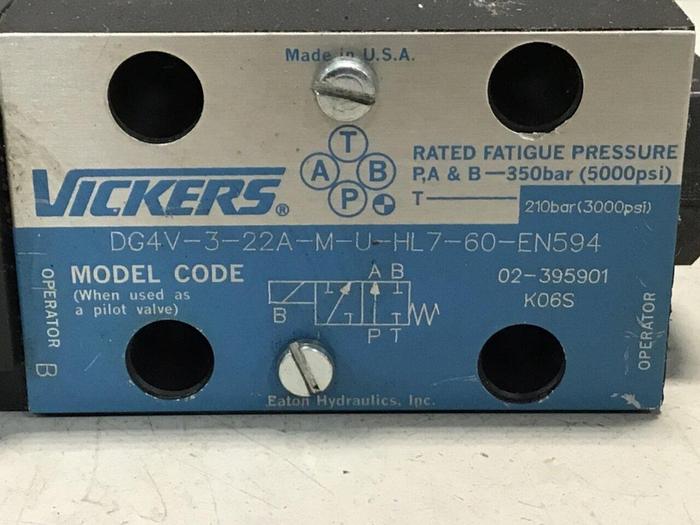 Made in U.S.A.
T
A B
P
RATED FATIGUE PRESSURE
P,A & B—350bar (5000psi)
T— 210bar(3000psi)
VICKERS®
DG4V-3-22A-M-U-HL7-60-EN594
MODEL CODE
(When used as
a pilot valve)
A B
B
P T
02-395901
K06S
OPERATOR B
OPERATOR
Eaton Hydraulics, Inc.